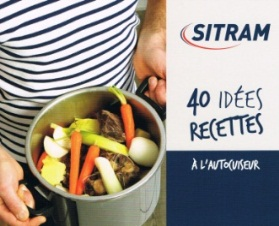 SITRAM
40 IDÉES
RECETTES
À L'AUTOCUISEUR